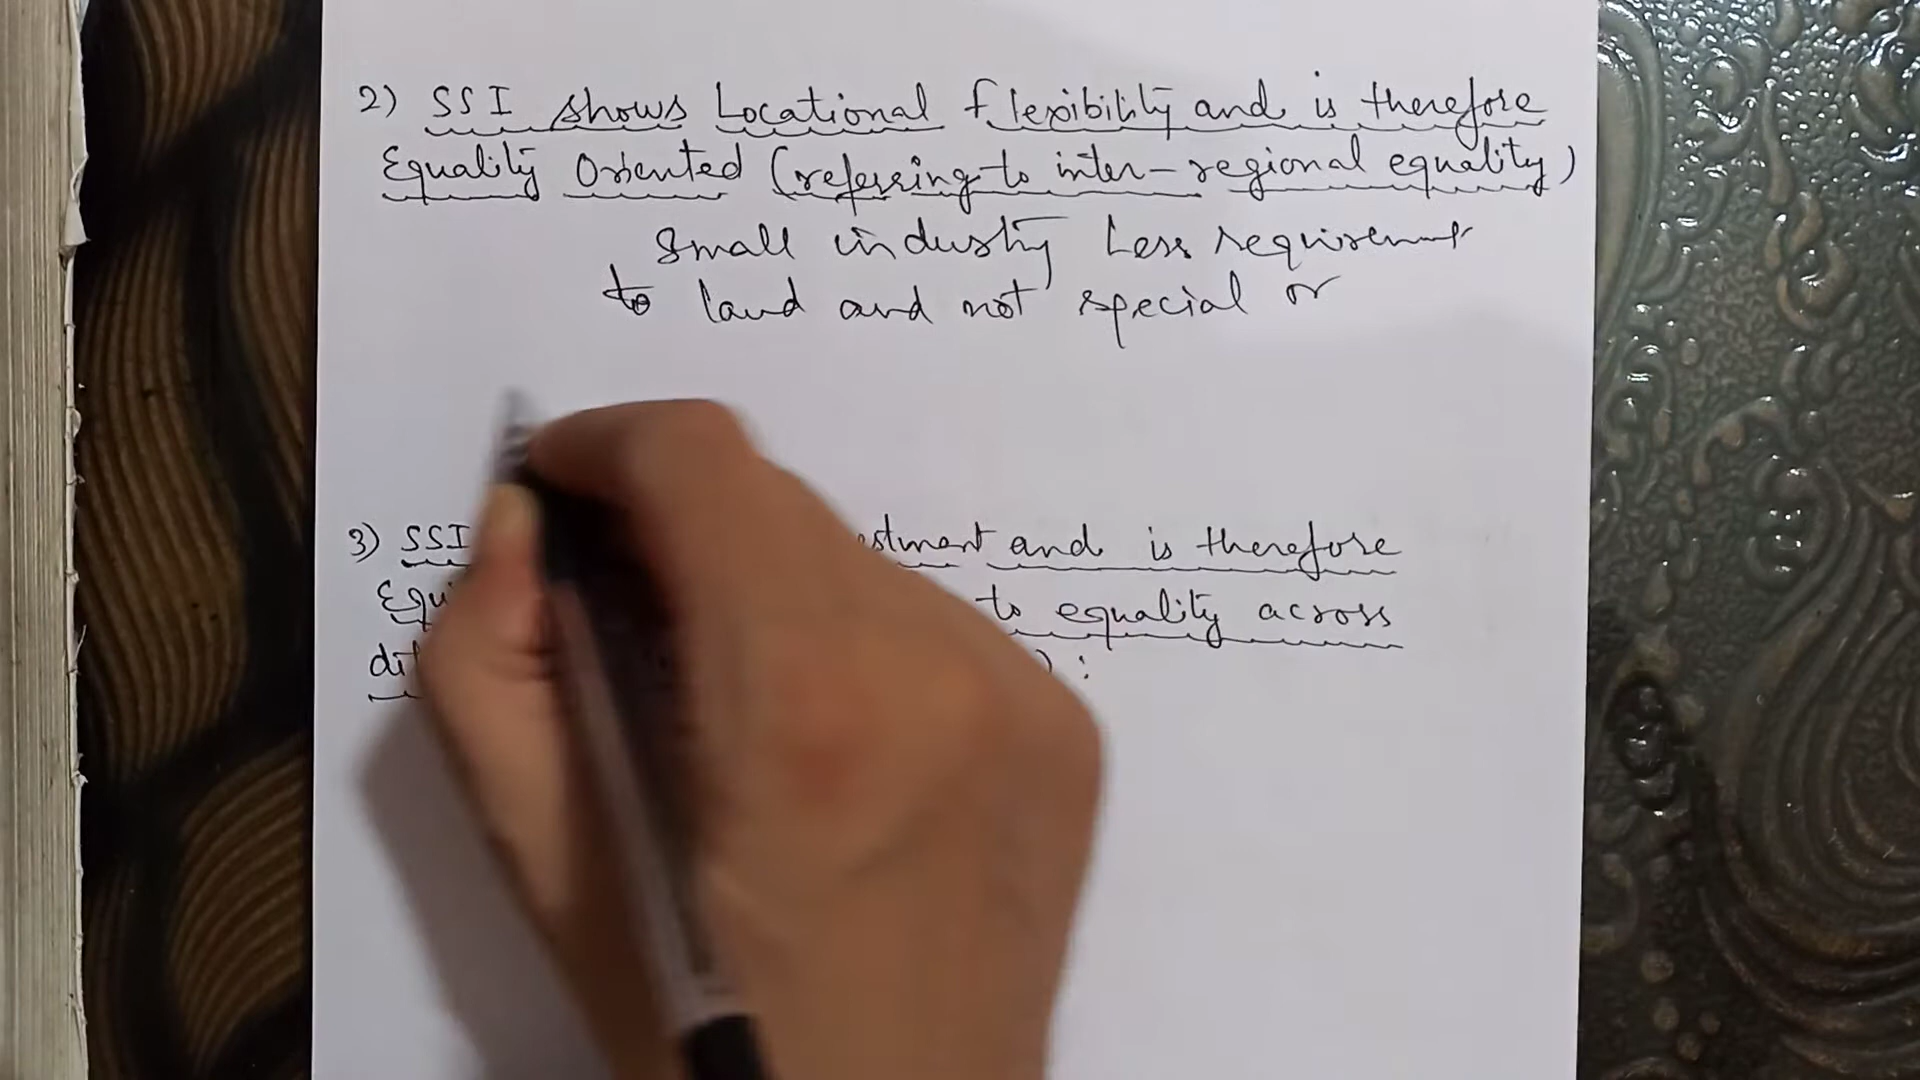 2) SSI shows Locational flexibility and is therefore
Equality Oriented (referring to inter-regional equality)
Small industry Less requirement
to land and not special or
3) SSI and is therefore
to equality across
) :